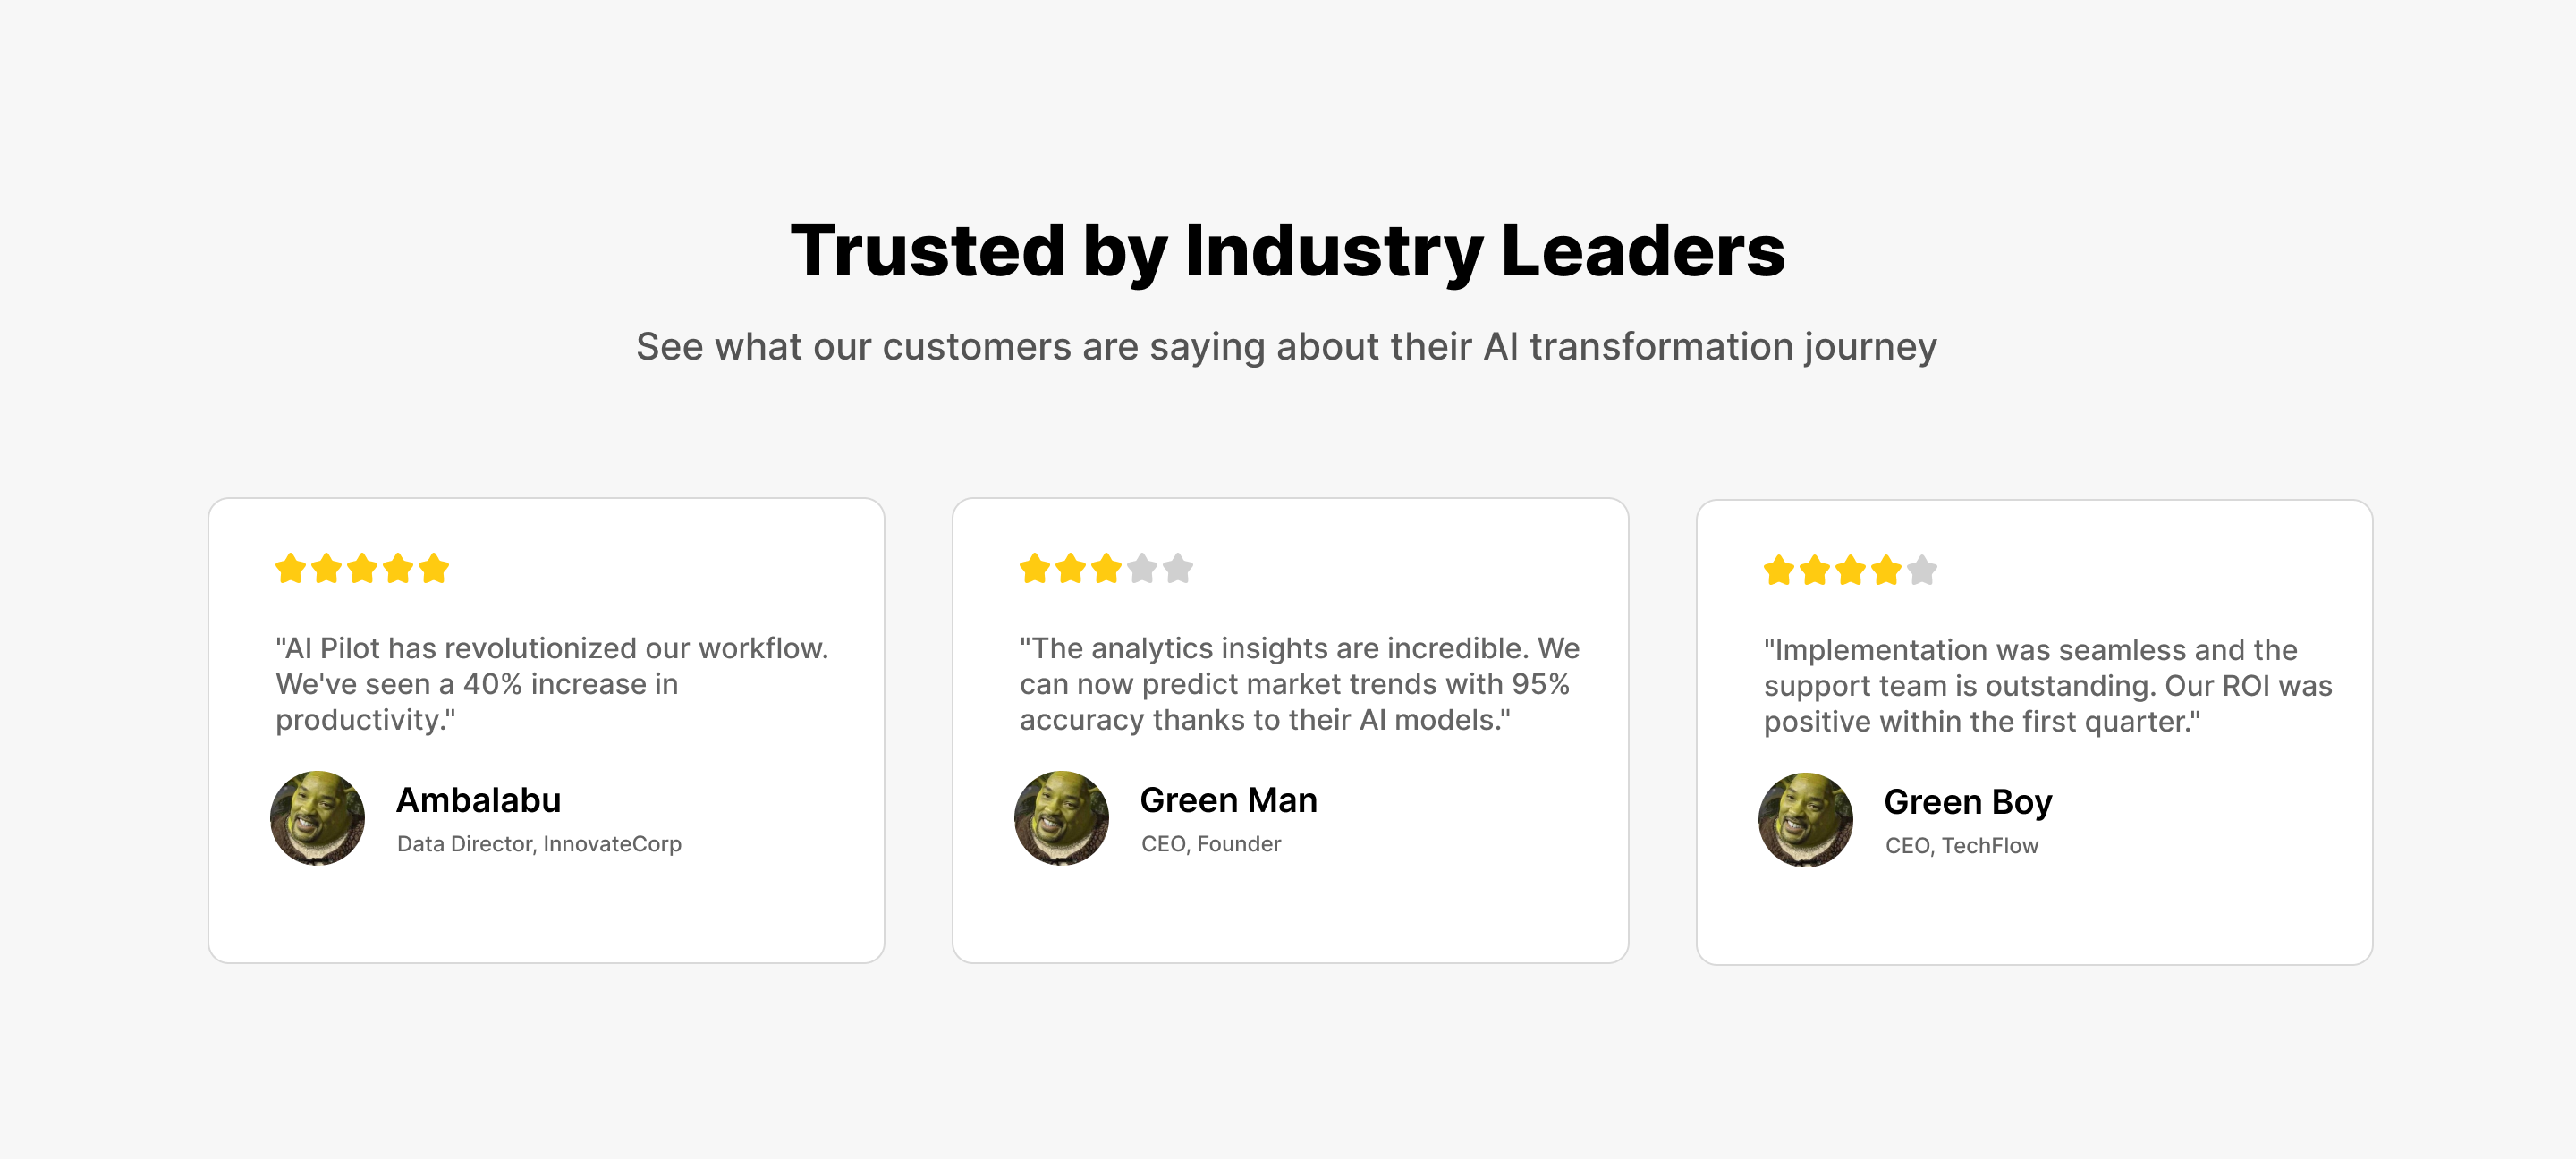 Trusted by Industry Leaders
See what our customers are saying about their AI transformation journey
"AI Pilot has revolutionized our workflow.
We've seen a 40% increase in
productivity."
Ambalabu
Data Director, InnovateCorp
"The analytics insights are incredible. We
can now predict market trends with 95%
accuracy thanks to their AI models."
Green Man
CEO, Founder
"Implementation was seamless and the
support team is outstanding. Our ROI was
positive within the first quarter."
Green Boy
CEO, TechFlow